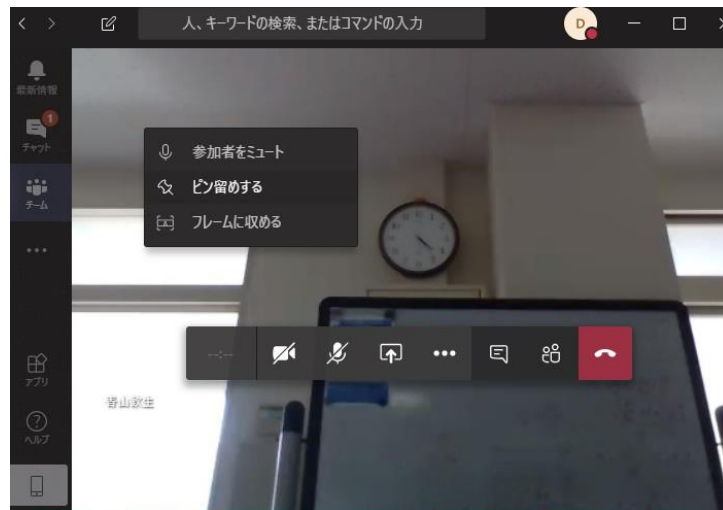 人、キーワードの検索、またはコマンドの入力
D
最新情報
1
チャット
チーム
参加者をミュート
ピン留めする
フレームに収める
--:--
アプリ
ヘルプ